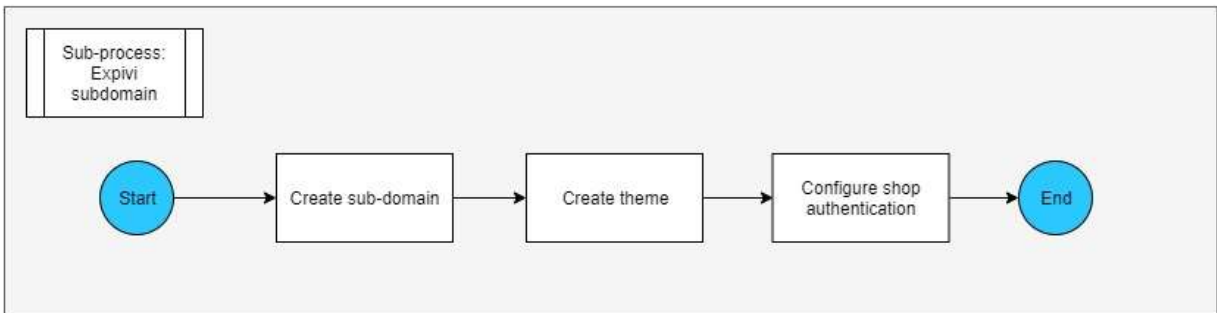 Sub-process:
Expivi
subdomain
Start
Create sub-domain
Create theme
Configure shop
authentication
End